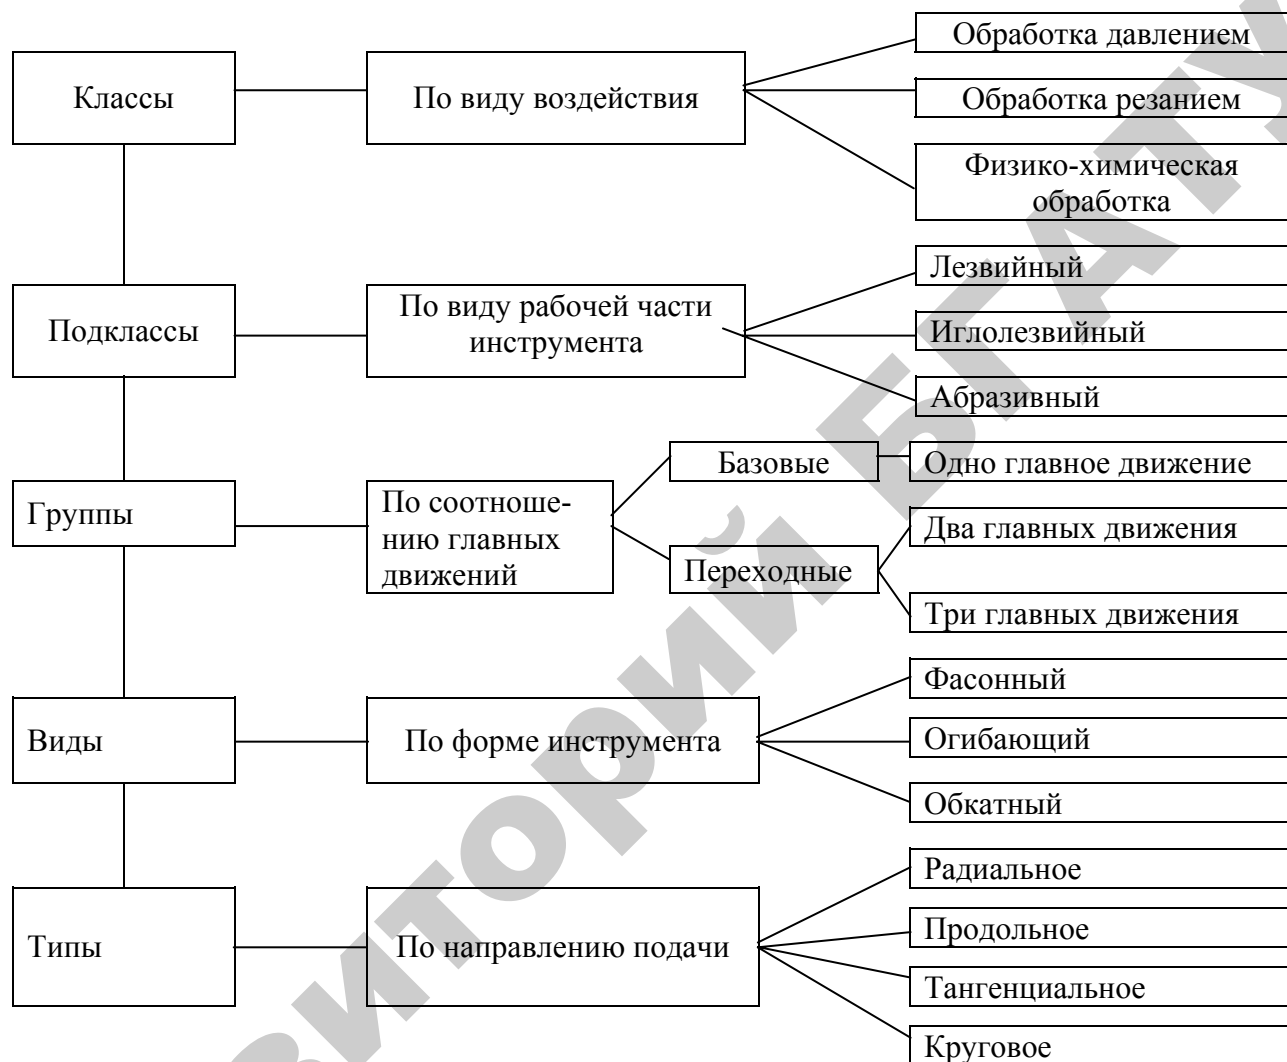 Обработка давлением
Классы
По виду воздействия
Обработка резанием
Физико-химическая
обработка
Подклассы
По виду рабочей части
инструмента
Лезвийный
Иглолезвийный
Абразивный
Группы
По соотноше-
нию главных
движений
Базовые
Одно главное движение
Переходные
Два главных движения
Три главных движения
Виды
По форме инструмента
Фасонный
Огибающий
Обкатный
Типы
По направлению подачи
Радиальное
Продольное
Тангенциальное
Круговое
зиторий БГАТУ